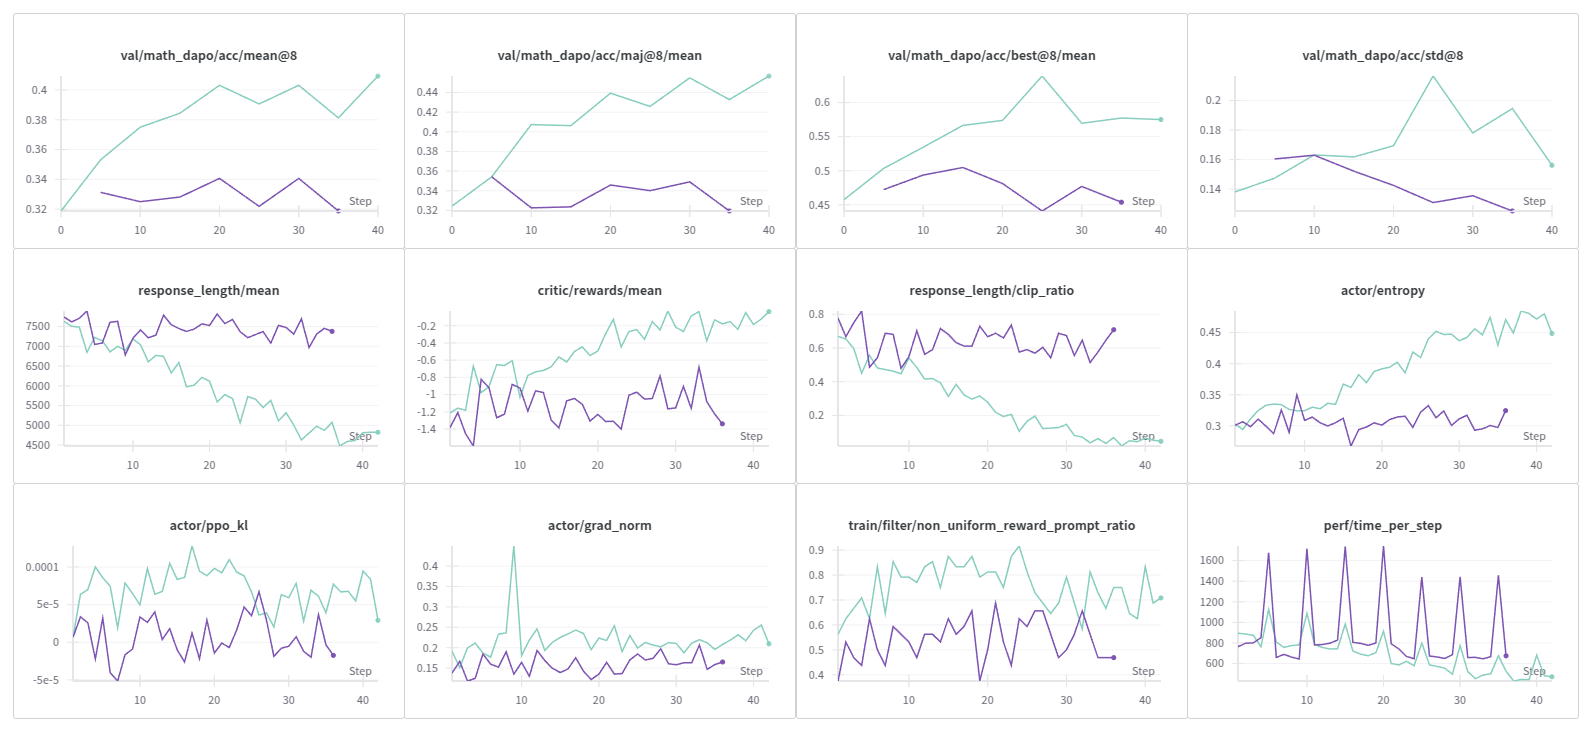 val/math_dapo/acc/mean@8
0.4
0.38
0.36
0.34
0.32
Step
0 10 20 30 40
val/math_dapo/acc/maj@8/mean
0.44
0.42
0.4
0.38
0.36
0.34
0.32
Step
0 10 20 30 40
val/math_dapo/acc/best@8/mean
0.6
0.55
0.5
0.45
Step
0 10 20 30 40
val/math_dapo/acc/std@8
0.2
0.18
0.16
0.14
Step
0 10 20 30 40
response_length/mean
7500
7000
6500
6000
5500
5000
4500
Step
10 20 30 40
critic/rewards/mean
-0.2
-0.4
-0.6
-0.8
-1
-1.2
-1.4
Step
10 20 30 40
response_length/clip_ratio
0.8
0.6
0.4
0.2
Step
10 20 30 40
actor/entropy
0.45
0.4
0.35
0.3
Step
10 20 30 40
actor/ppo_kl
0.0001
5e-5
0
-5e-5
Step
10 20 30 40
actor/grad_norm
0.4
0.35
0.3
0.25
0.2
0.15
Step
10 20 30 40
train/filter/non_uniform_reward_prompt_ratio
0.9
0.8
0.7
0.6
0.5
0.4
Step
10 20 30 40
perf/time_per_step
1600
1400
1200
1000
800
600
Step
10 20 30 40